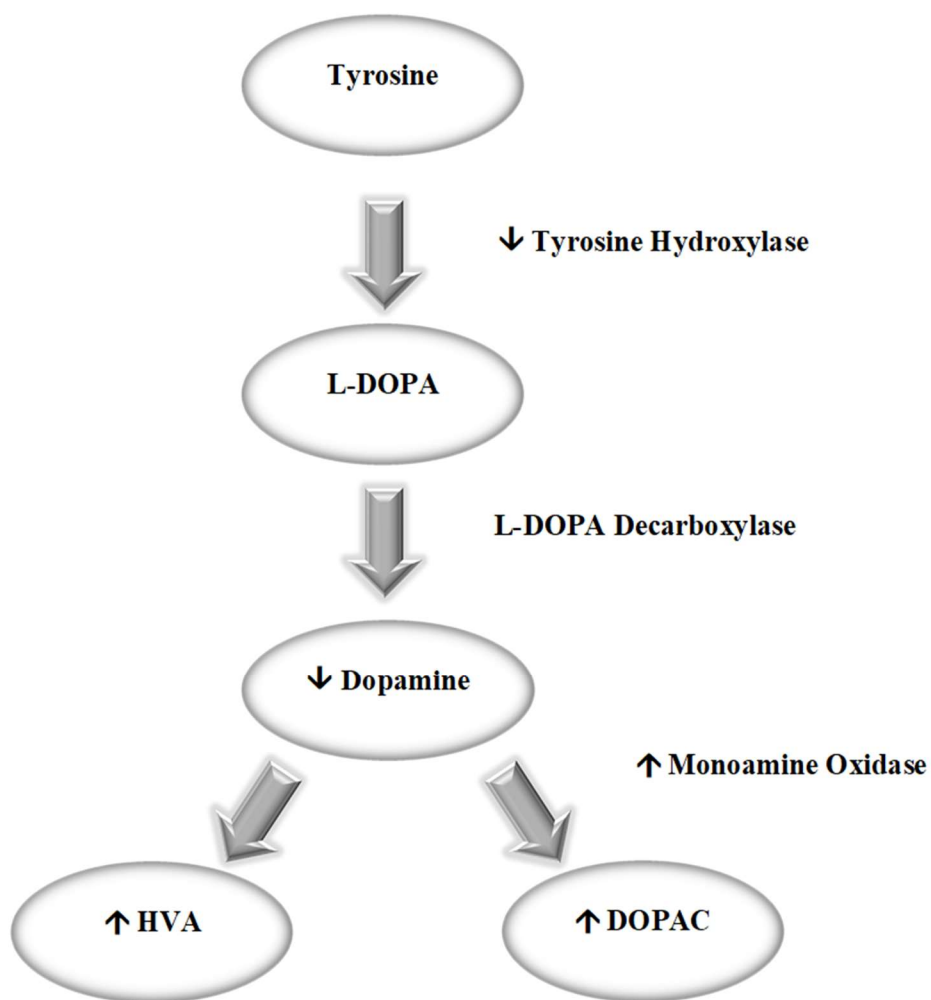 Tyrosine
↓ Tyrosine Hydroxylase
L-DOPA
L-DOPA Decarboxylase
↓ Dopamine
↑ Monoamine Oxidase
↑ HVA
↑ DOPAC